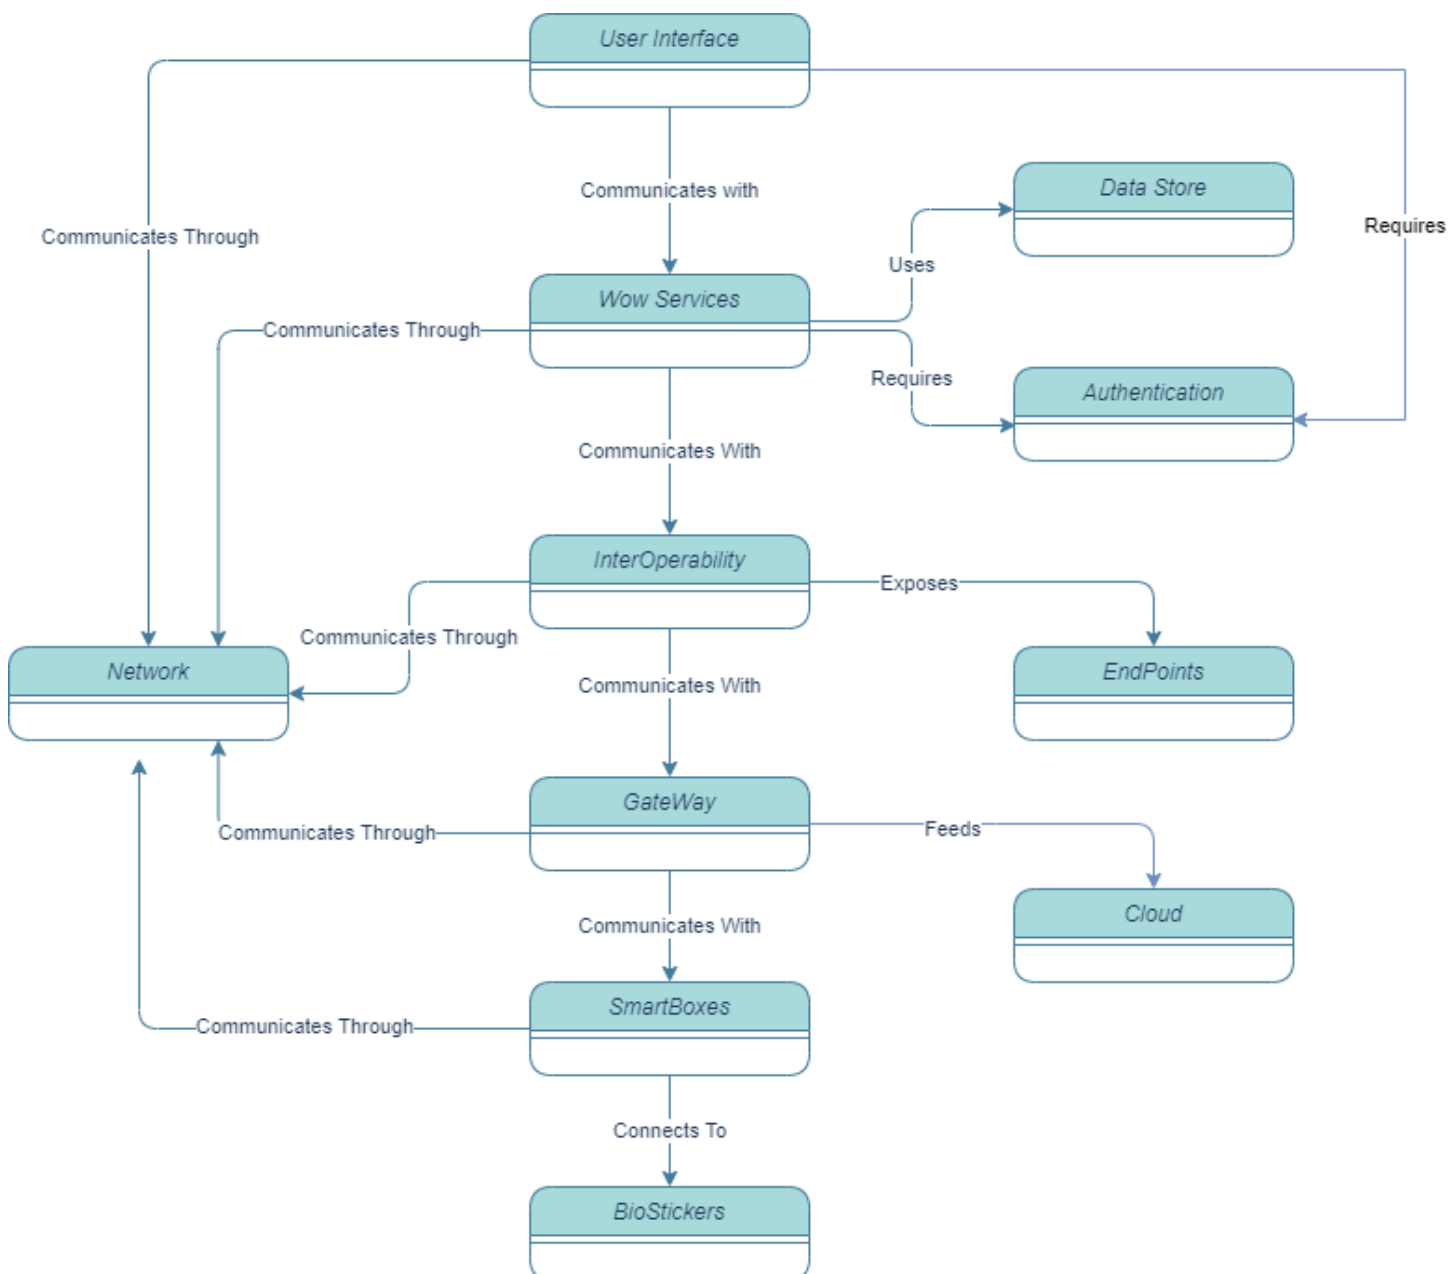 User Interface
Communicates with
Data Store
Requires
Communicates Through
Uses
Wow Services
Communicates Through
Requires
Authentication
Communicates With
InterOperability
Exposes
Communicates Through
Network
EndPoints
Communicates With
GateWay
Communicates Through
Feeds
Cloud
Communicates With
SmartBoxes
Communicates Through
Connects To
BioStickers